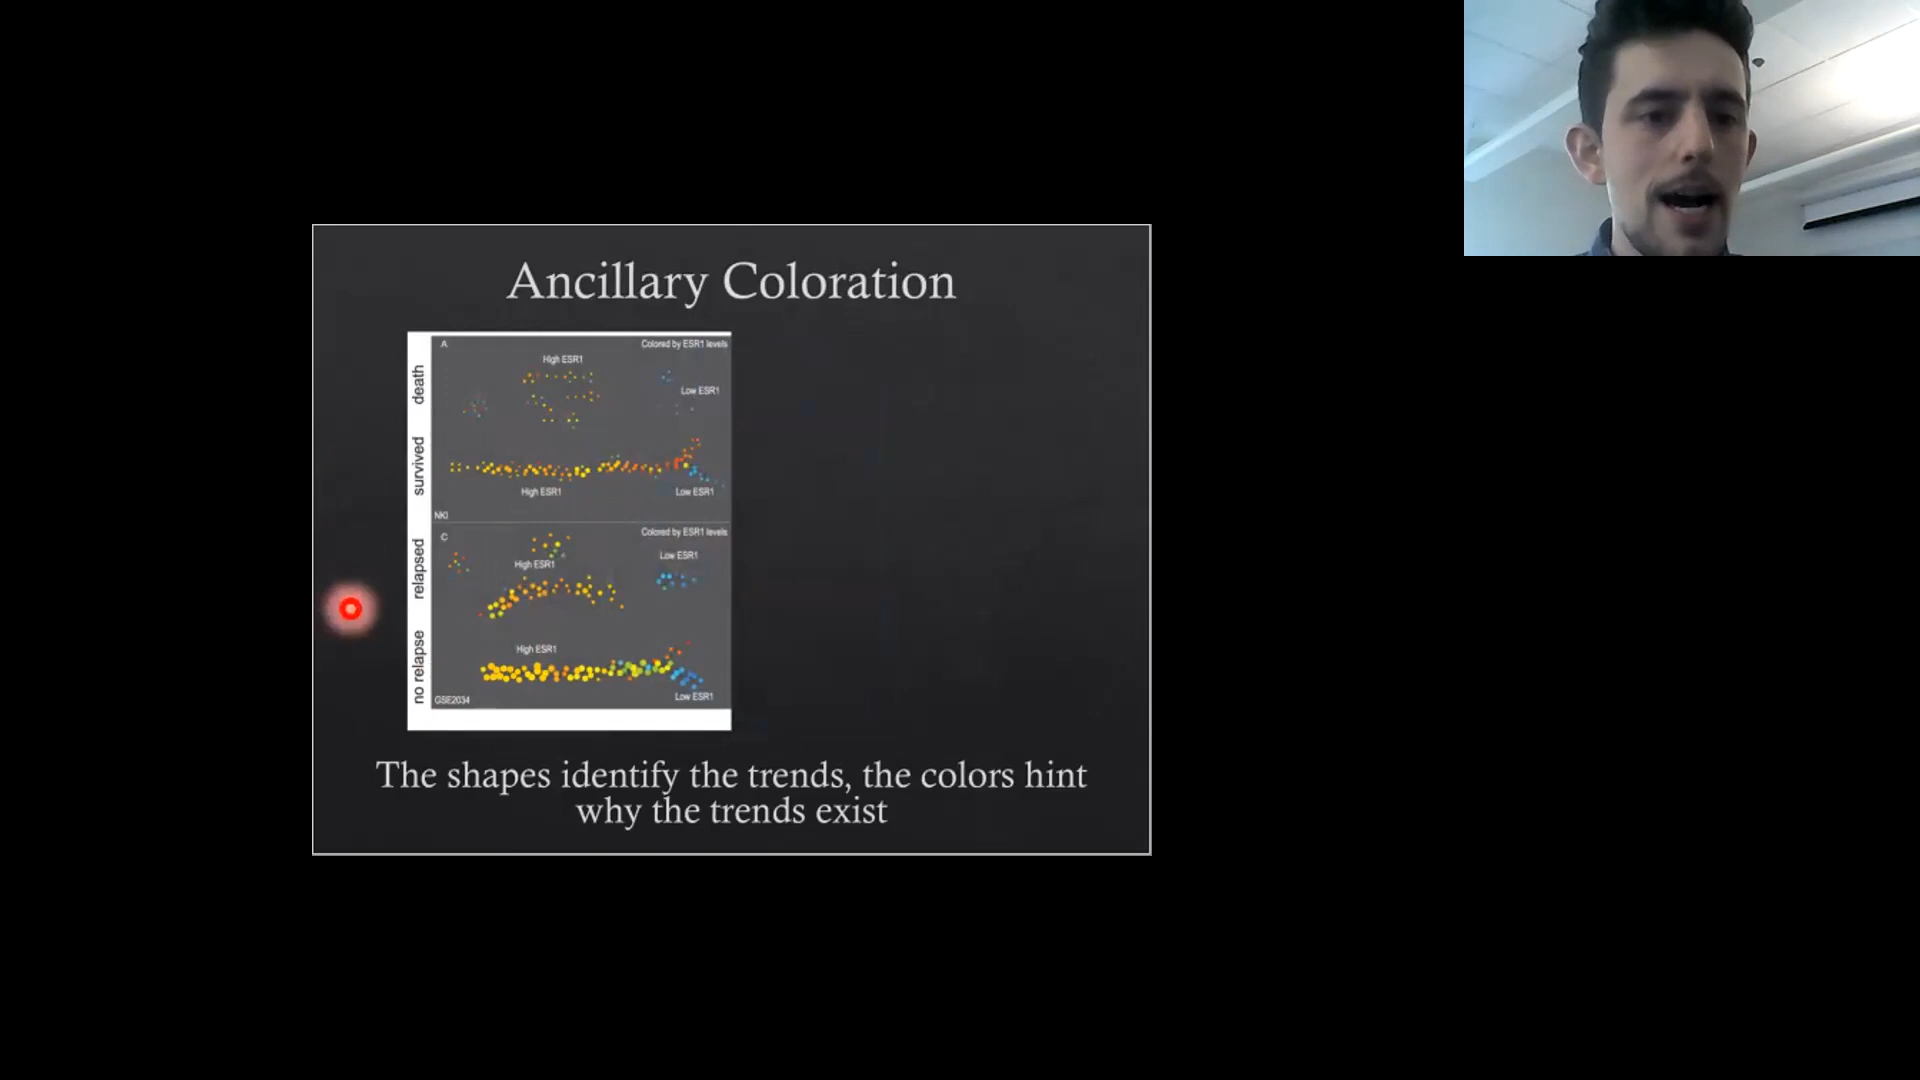 Ancillary Coloration
A
Colored by ESR1 levels
High ESR1
Low ESR1
death
survived
High ESR1
Low ESR1
NKI
C
Colored by ESR1 levels
Low ESR1
High ESR1
relapsed
no relapse
High ESR1
Low ESR1
GSE2034
The shapes identify the trends, the colors hint
why the trends exist